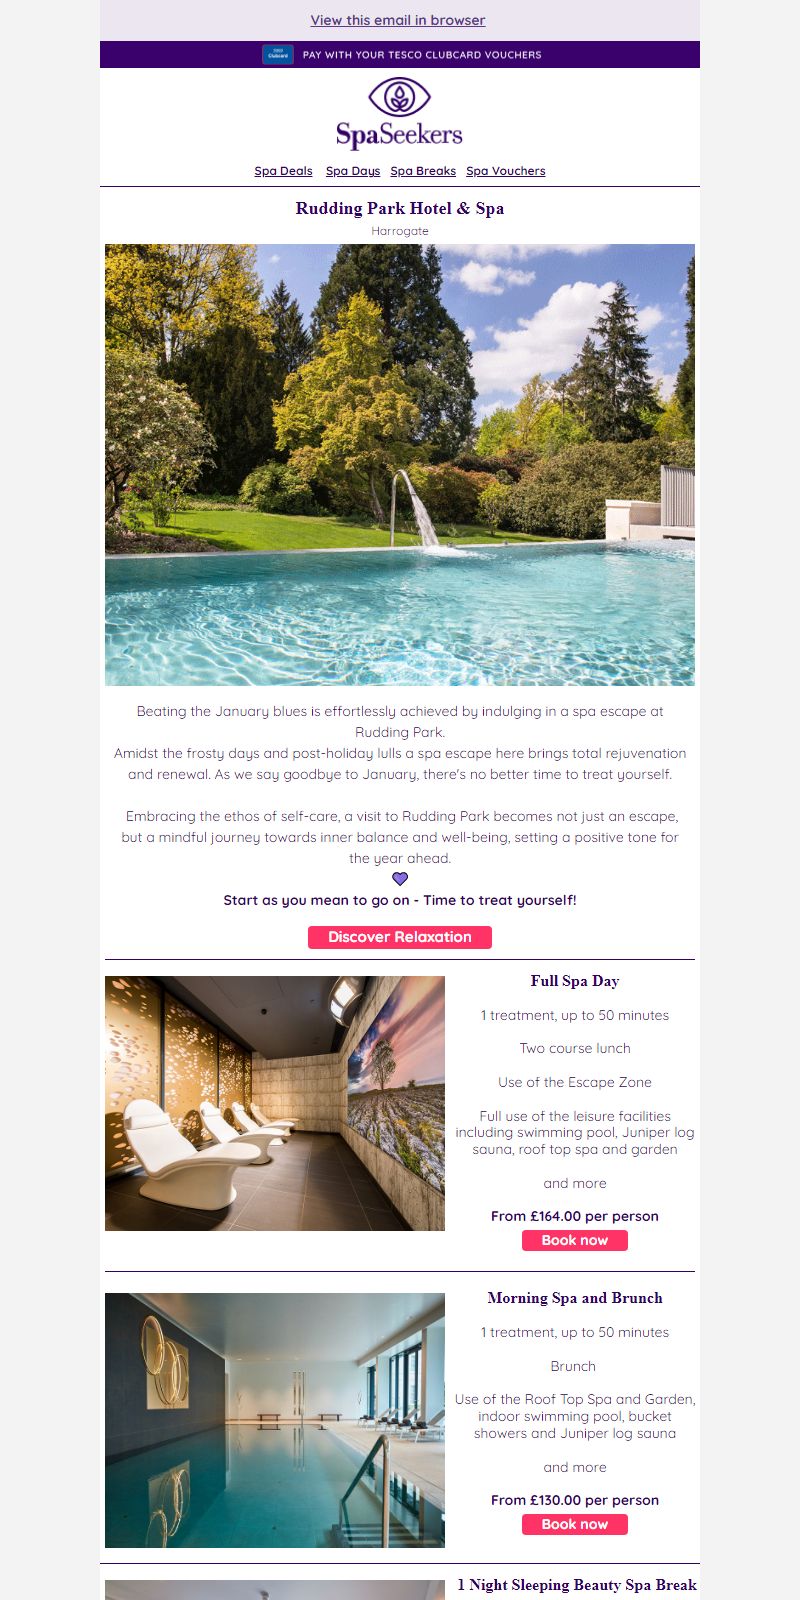 View this email in browser
Clubcard
PAY WITH YOUR TESCO CLUBCARD VOUCHERS
SpaSeekers
Spa Deals Spa Days Spa Breaks Spa Vouchers
Rudding Park Hotel & Spa
Harrogate
Beating the January blues is effortlessly achieved by indulging in a spa escape at
Rudding Park.
Amidst the frosty days and post-holiday lulls a spa escape here brings total rejuvenation
and renewal. As we say goodbye to January, there's no better time to treat yourself.
Embracing the ethos of self-care, a visit to Rudding Park becomes not just an escape,
but a mindful journey towards inner balance and well-being, setting a positive tone for
the year ahead.
💜
Start as you mean to go on - Time to treat yourself!
Discover Relaxation
Full Spa Day
1 treatment, up to 50 minutes
Two course lunch
Use of the Escape Zone
Full use of the leisure facilities
including swimming pool, Juniper log
sauna, roof top spa and garden
and more
From £164.00 per person
Book now
Morning Spa and Brunch
1 treatment, up to 50 minutes
Brunch
Use of the Roof Top Spa and Garden,
indoor swimming pool, bucket
showers and Juniper log sauna
and more
From £130.00 per person
Book now
1 Night Sleeping Beauty Spa Break